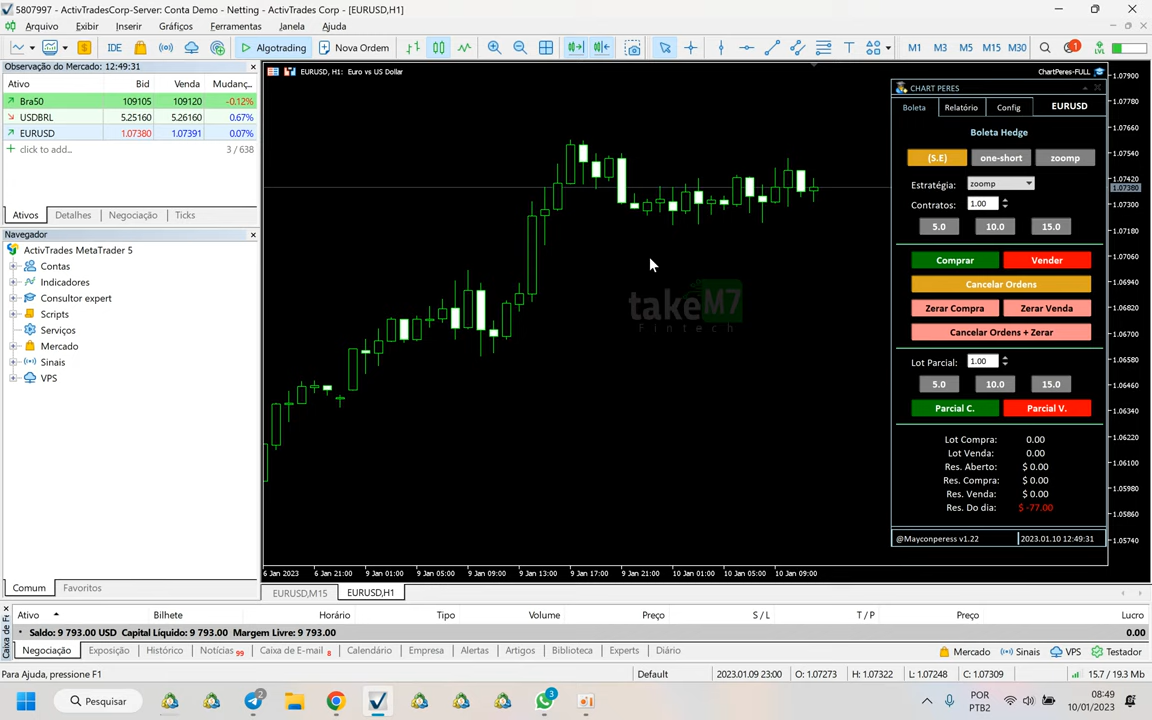 5807997 - ActivTradesCorp-Server: Conta Demo - Netting - ActivTrades Corp - [EURUSD,H1]
Arquivo Exibir Inserir Gráficos Ferramentas Janela Ajuda
IDE Algotrading Nova Ordem M1 M3 M5 M15 M30 1 LVL
Observação do Mercado: 12:49:31
Ativo Bid Venda Mudanç...
Bra50 109105 109120 -0.12%
USDBRL 5.25160 5.26160 0.67%
EURUSD 1.07380 1.07391 0.07%
click to add... 3 / 638
Ativos Detalhes Negociação Ticks
Navegador
ActivTrades MetaTrader 5
Contas
Indicadores
Consultor expert
Scripts
Serviços
Mercado
Sinais
VPS
Comum Favoritos
EURUSD, H1: Euro vs US Dollar
ChartPeres-FULL
takeM7
Fintech
CHART PERES
Boleta Relatório Config EURUSD
Boleta Hedge
(S.E) one-short zoomp
Estratégia: zoomp
Contratos: 1.00
5.0 10.0 15.0
Comprar Vender
Cancelar Ordens
Zerar Compra Zerar Venda
Cancelar Ordens + Zerar
Lot Parcial: 1.00
5.0 10.0 15.0
Parcial C. Parcial V.
Lot Compra: 0.00
Lot Venda: 0.00
Res. Aberto: $ 0.00
Res. Compra: $ 0.00
Res. Venda: $ 0.00
Res. Do dia: $ -77.00
@Mayconperess v1.22 2023.01.10 12:49:31
1.07900
1.07780
1.07660
1.07540
1.07420
1.07380
1.07300
1.07180
1.07060
1.06940
1.06820
1.06700
1.06580
1.06460
1.06340
1.06220
1.06100
1.05980
1.05860
1.05740
6 Jan 2023 6 Jan 21:00 9 Jan 01:00 9 Jan 05:00 9 Jan 09:00 9 Jan 13:00 9 Jan 17:00 9 Jan 21:00 10 Jan 01:00 10 Jan 05:00 10 Jan 09:00
EURUSD,M15 EURUSD,H1
Caixa de Fe
Ativo Bilhete Horário Tipo Volume Preço S / L T / P Preço Lucro
Saldo: 9 793.00 USD Capital Líquido: 9 793.00 Margem Livre: 9 793.00 0.00
Negociação Exposição Histórico Notícias 99 Caixa de E-mail 8 Calendário Empresa Alertas Artigos Biblioteca Experts Diário Mercado Sinais VPS Testador
Para Ajuda, pressione F1 Default 2023.01.09 23:00 O: 1.07273 H: 1.07322 L: 1.07248 C: 1.07309 15.7 / 19.3 Mb
Pesquisar 2 3 POR
PTB2
08:49
10/01/2023